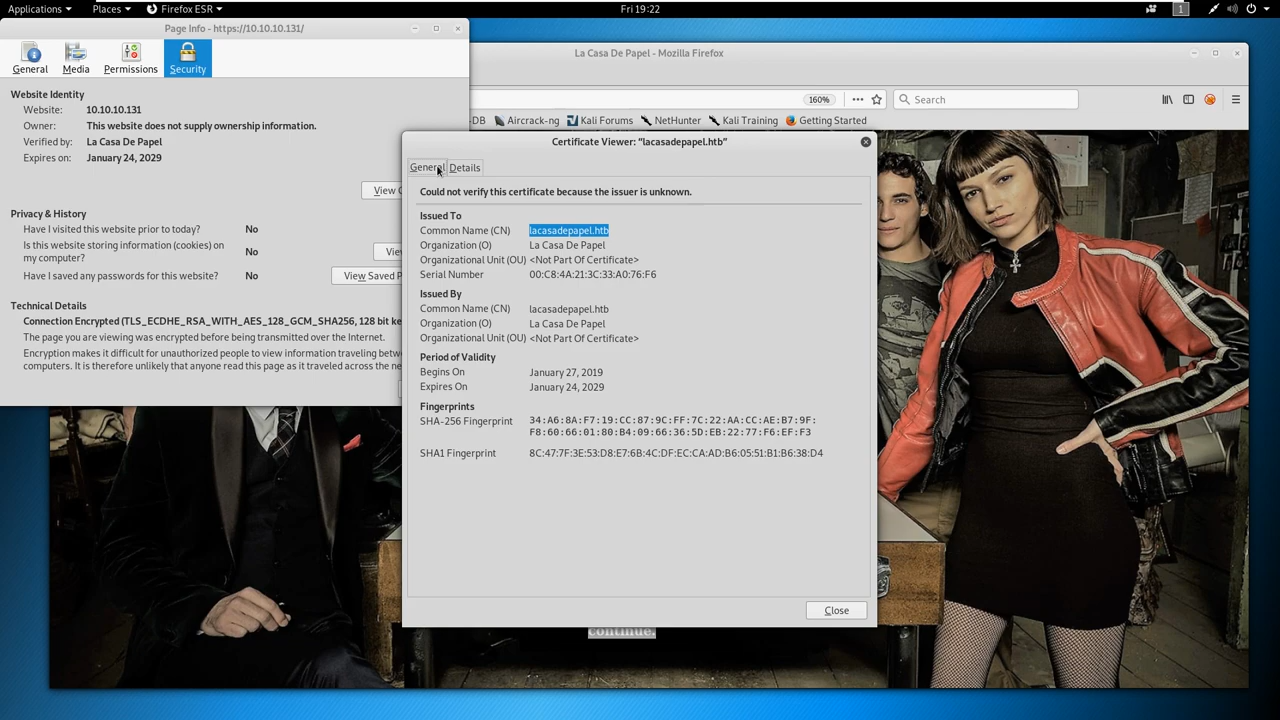 Applications ▾ Places ▾ Firefox ESR ▾ Fri 19:22 1
Page Info - https://10.10.10.131/
General Media Permissions Security
Website Identity
Website: 10.10.10.131
Owner: This website does not supply ownership information.
Verified by: La Casa De Papel
Expires on: January 24, 2029
View C
Privacy & History
Have I visited this website prior to today? No
Is this website storing information (cookies) on
my computer? No View
Have I saved any passwords for this website? No View Saved P
Technical Details
Connection Encrypted (TLS_ECDHE_RSA_WITH_AES_128_GCM_SHA256, 128 bit ke
The page you are viewing was encrypted before being transmitted over the Internet.
Encryption makes it difficult for unauthorized people to view information traveling betw
computers. It is therefore unlikely that anyone read this page as it traveled across the ne
La Casa De Papel - Mozilla Firefox
160% Search
-DB Aircrack-ng Kali Forums NetHunter Kali Training Getting Started
Certificate Viewer: “lacasadepapel.htb”
General Details
Could not verify this certificate because the issuer is unknown.
Issued To
Common Name (CN) lacasadepapel.htb
Organization (O) La Casa De Papel
Organizational Unit (OU) <Not Part Of Certificate>
Serial Number 00:C8:4A:21:3C:33:A0:76:F6
Issued By
Common Name (CN) lacasadepapel.htb
Organization (O) La Casa De Papel
Organizational Unit (OU) <Not Part Of Certificate>
Period of Validity
Begins On January 27, 2019
Expires On January 24, 2029
Fingerprints
SHA-256 Fingerprint 34:A6:8A:F7:19:CC:87:9C:FF:7C:22:AA:CC:AE:B7:9F:
F8:60:66:01:80:B4:09:66:36:5D:EB:22:77:F6:EF:F3
SHA1 Fingerprint 8C:47:7F:3E:53:D8:E7:6B:4C:DF:EC:CA:AD:B6:05:51:B1:B6:38:D4
Close
continue.